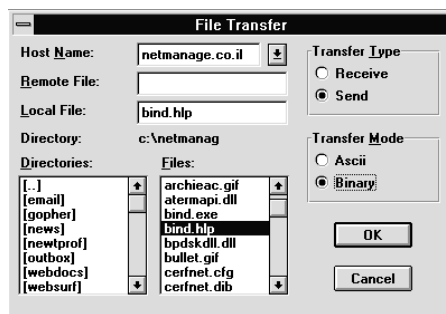 File Transfer
Host Name: netmanage.co.il
Remote File:
Local File: bind.hlp
Directory: c:\netmanag
Directories: Files:
[..] archieac.gif
[email] atermapi.dll
[gopher] bind.exe
[news] bind.hlp
[newtprof] bpdskdll.dll
[outbox] bullet.gif
[webdocs] cerfnet.cfg
[websurf] cerfnet.dib
Transfer Type
Receive
Send
Transfer Mode
Ascii
Binary
OK
Cancel